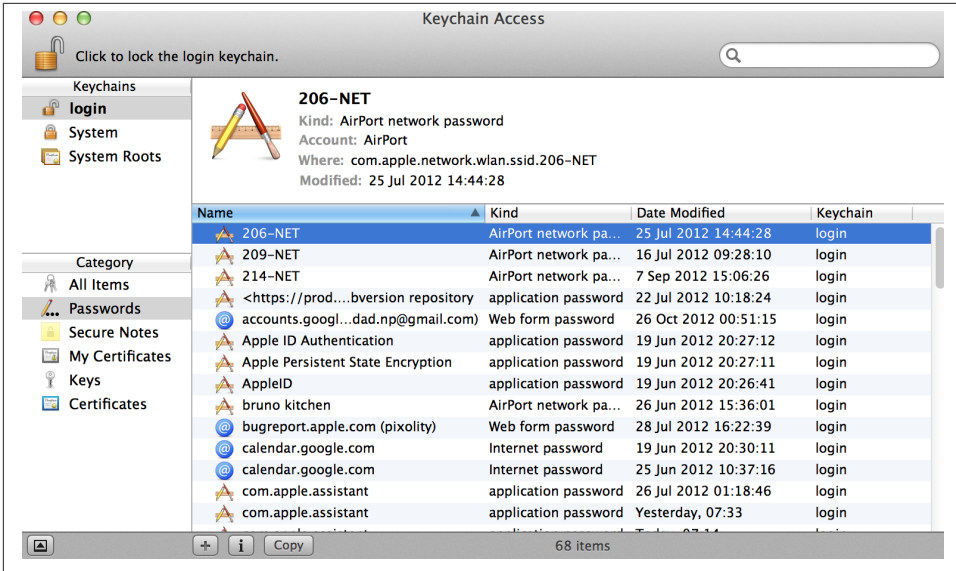 Keychain Access
Click to lock the login keychain.
Keychains
login
System
System Roots
206-NET
Kind: AirPort network password
Account: AirPort
Where: com.apple.network.wlan.ssid.206-NET
Modified: 25 Jul 2012 14:44:28
Name Kind Date Modified Keychain
206-NET AirPort network pa... 25 Jul 2012 14:44:28 login
209-NET AirPort network pa... 16 Jul 2012 09:28:10 login
214-NET AirPort network pa... 7 Sep 2012 15:06:26 login
<https://prod....bversion repository application password 22 Jul 2012 10:18:24 login
accounts.googl...dad.np@gmail.com) Web form password 26 Oct 2012 00:51:15 login
Apple ID Authentication application password 19 Jun 2012 20:27:12 login
Apple Persistent State Encryption application password 19 Jun 2012 20:27:11 login
AppleID application password 19 Jun 2012 20:26:41 login
bruno kitchen AirPort network pa... 26 Jun 2012 15:36:01 login
bugreport.apple.com (pixolity) Web form password 28 Jul 2012 16:22:39 login
calendar.google.com Internet password 19 Jun 2012 20:30:11 login
calendar.google.com Internet password 25 Jun 2012 10:37:16 login
com.apple.assistant application password 26 Jul 2012 01:18:46 login
com.apple.assistant application password Yesterday, 07:33 login
Category
All Items
Passwords
Secure Notes
My Certificates
Keys
Certificates
Copy
68 items